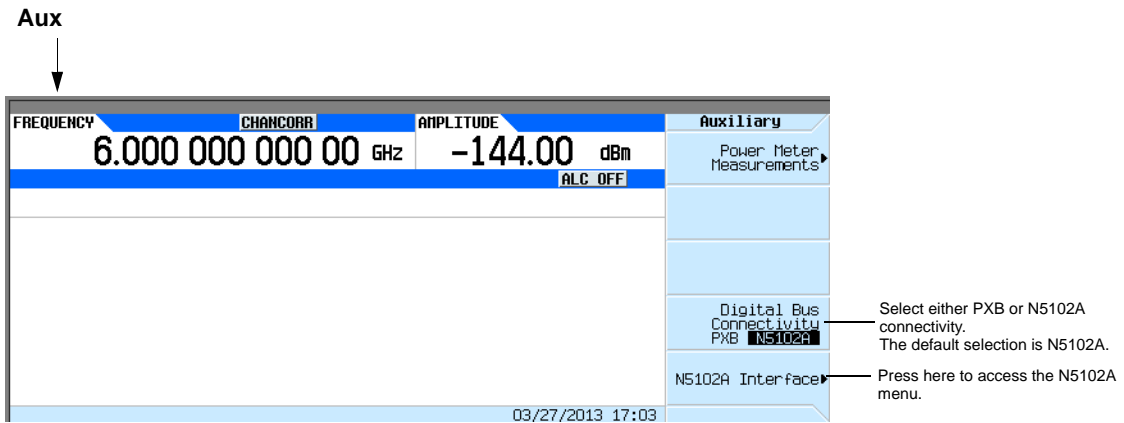 Aux
FREQUENCY CHANCORR AMPLITUDE Auxiliary
6.000 000 000 00 GHz -144.00 dBm
ALC OFF
Power Meter
Measurements
Digital Bus
Connectivity
PXB N5102A
Select either PXB or N5102A
connectivity.
The default selection is N5102A.
N5102A Interface
Press here to access the N5102A
menu.
03/27/2013 17:03